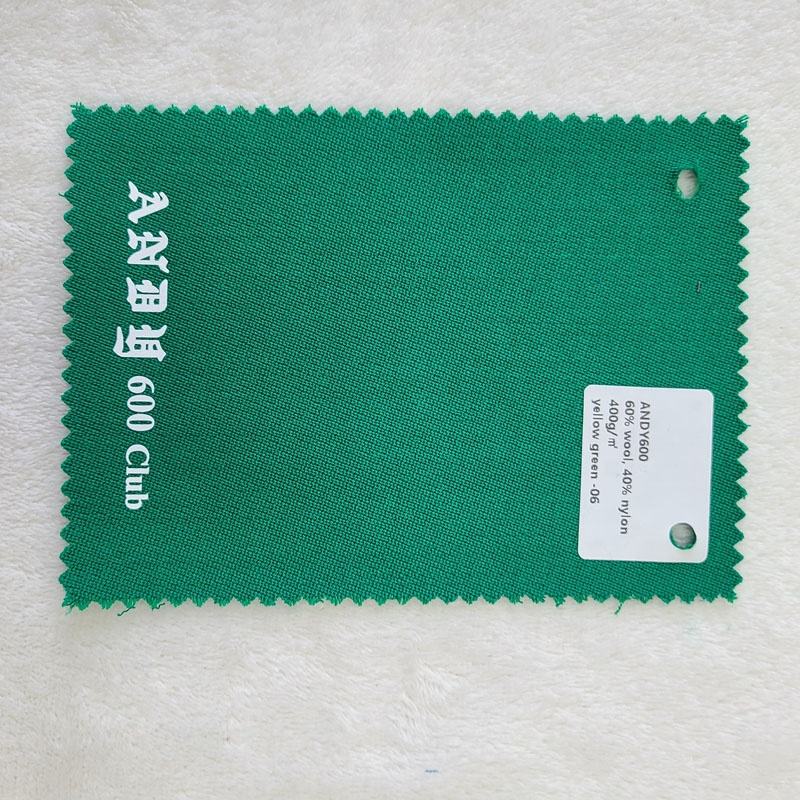 ANDY 600 Club
ANDY600
60% wool, 40% nylon
400g/㎡
yellow green -06